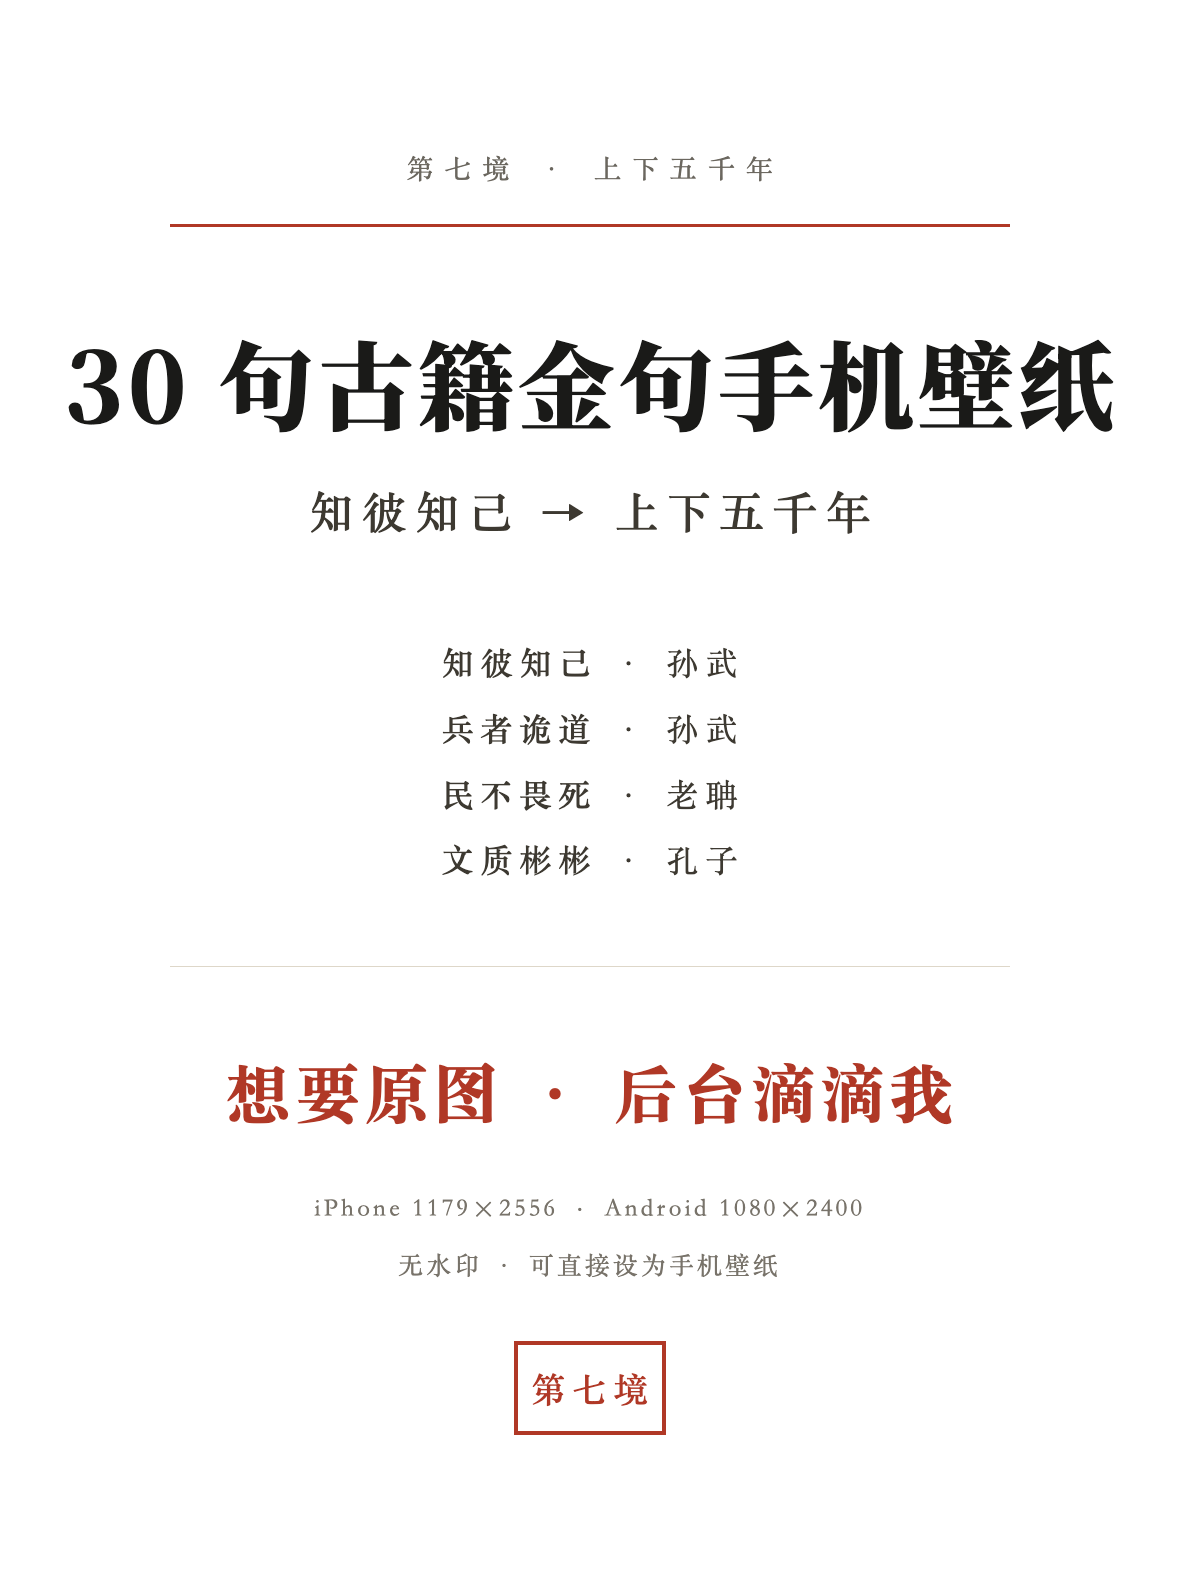 第七境 · 上下五千年
30 句古籍金句手机壁纸
知彼知己 → 上下五千年
知彼知己 · 孙武
兵者诡道 · 孙武
民不畏死 · 老聃
文质彬彬 · 孔子
想要原图 · 后台滴滴我
iPhone 1179×2556 · Android 1080×2400
无水印 · 可直接设为手机壁纸
第七境